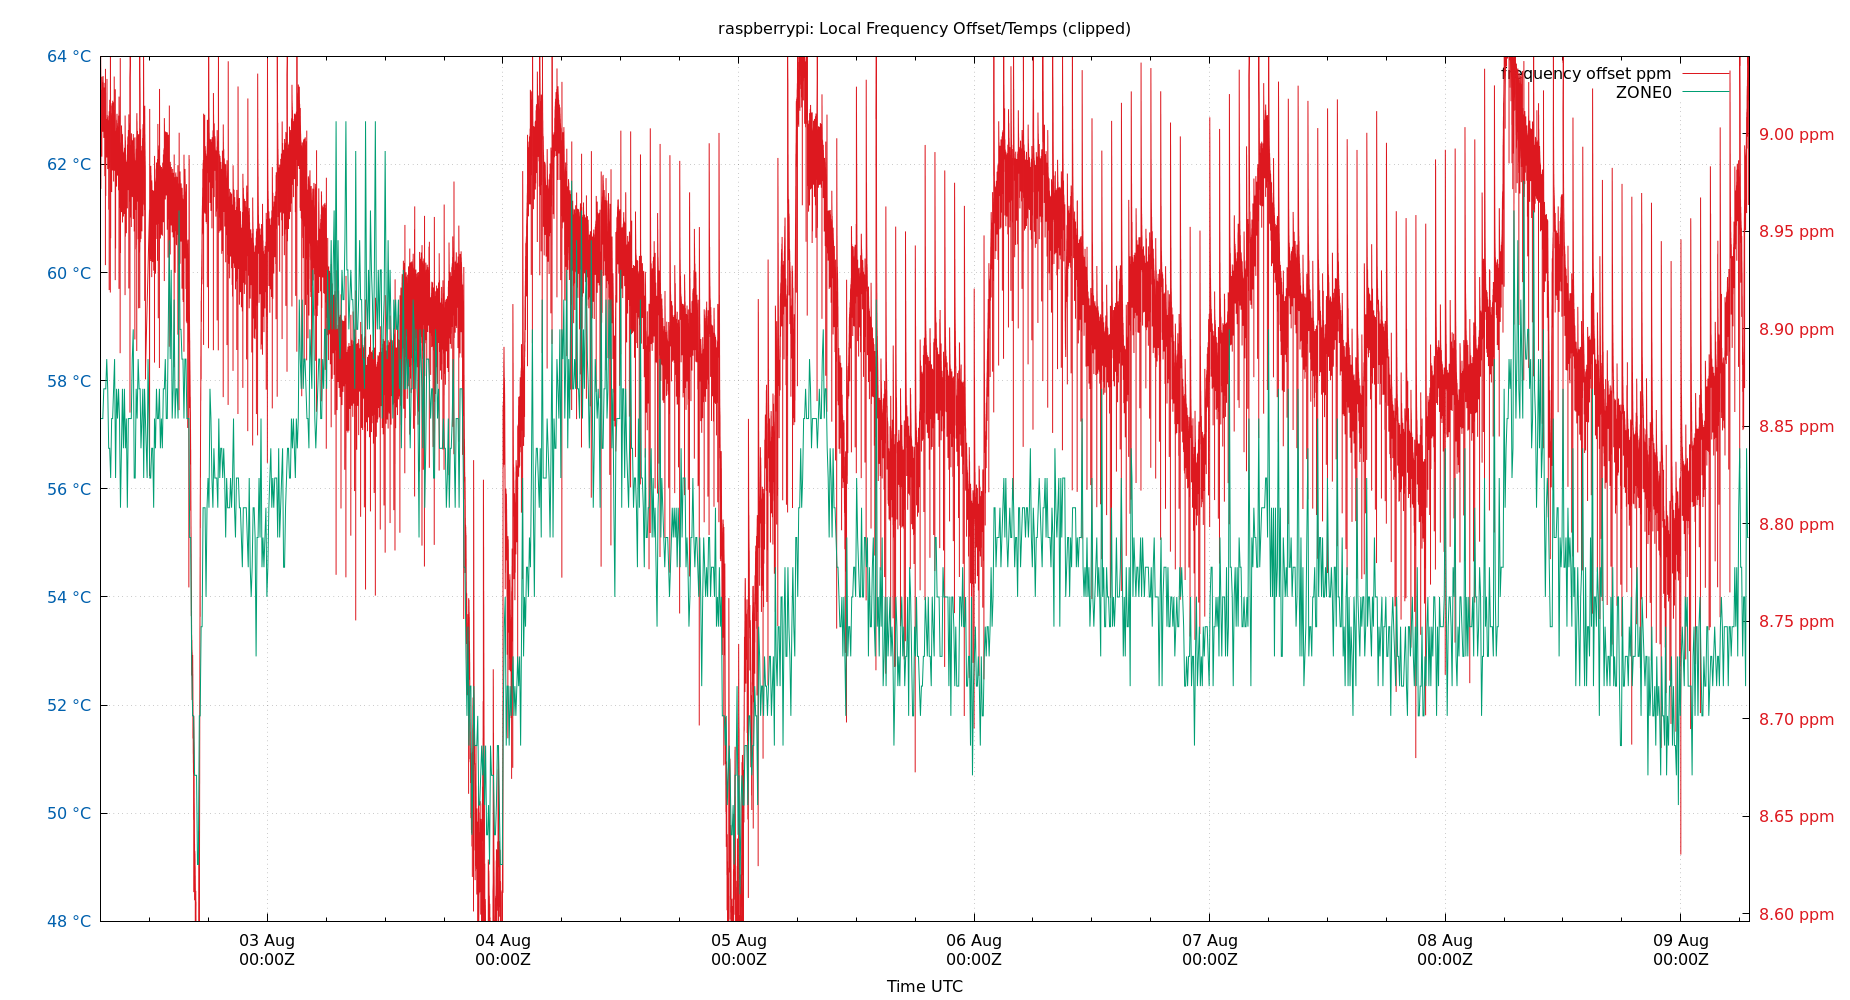 raspberrypi: Local Frequency Offset/Temps (clipped)
64 °C
62 °C
60 °C
58 °C
56 °C
54 °C
52 °C
50 °C
48 °C
frequency offset ppm
ZONE0
9.00 ppm
8.95 ppm
8.90 ppm
8.85 ppm
8.80 ppm
8.75 ppm
8.70 ppm
8.65 ppm
8.60 ppm
03 Aug
00:00Z
04 Aug
00:00Z
05 Aug
00:00Z
06 Aug
00:00Z
07 Aug
00:00Z
08 Aug
00:00Z
09 Aug
00:00Z
Time UTC